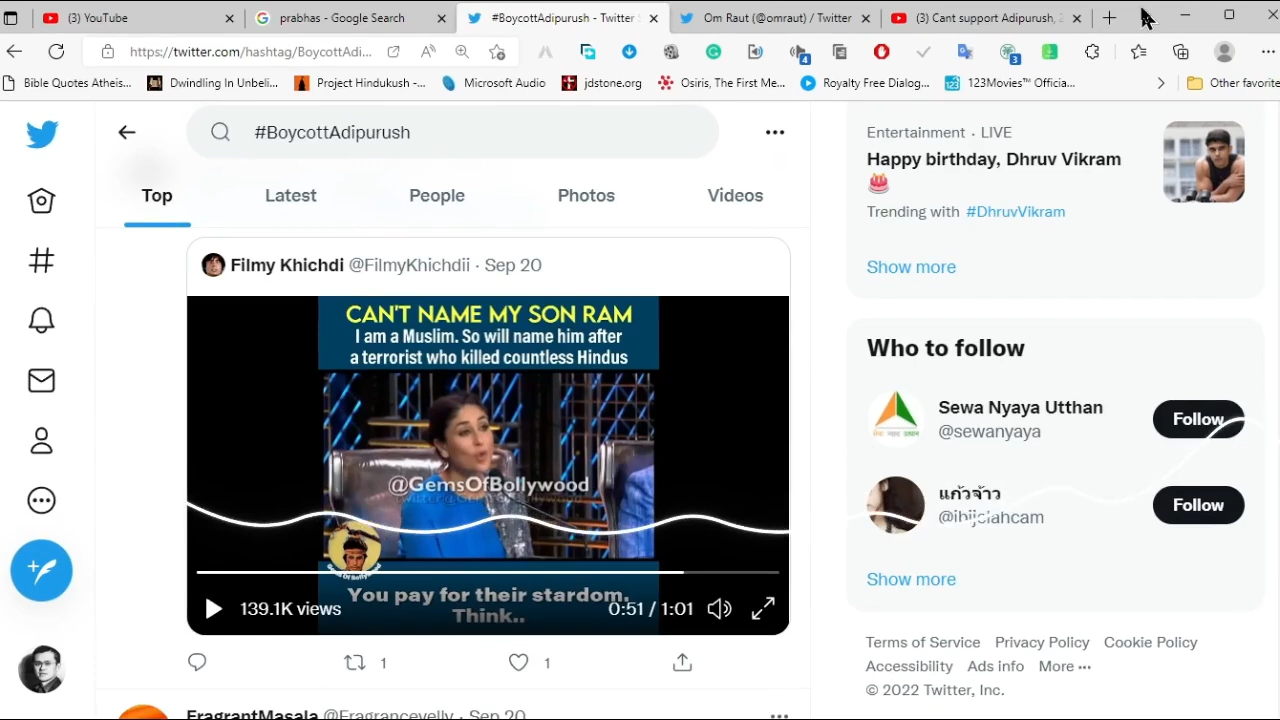 (3) YouTube
prabhas - Google Search
#BoycottAdipurush - Twitter
Om Raut (@omraut) / Twitter
(3) Cant support Adipurush,
https://twitter.com/hashtag/BoycottAdi...
4
3
Bible Quotes Atheis...
Dwindling In Unbeli...
Project Hindukush -...
Microsoft Audio
jdstone.org
Osiris, The First Me...
Royalty Free Dialog...
123
123Movies™ Officia...
Other favorite
#BoycottAdipurush
Top
Latest
People
Photos
Videos
Filmy Khichdi @FilmyKhichdii · Sep 20
CAN'T NAME MY SON RAM
I am a Muslim. So will name him after
a terrorist who killed countless Hindus
@GemsOfBollywood
You pay for their stardom.
Think..
139.1K views
0:51 / 1:01
1
1
FragrantMasala @Fragrancevelly · Sep 20
Entertainment · LIVE
Happy birthday, Dhruv Vikram
Trending with #DhruvVikram
Show more
Who to follow
Sewa Nyaya Utthan
@sewanyaya
Follow
แก้วจ๋าว
Follow
Show more
Terms of Service Privacy Policy Cookie Policy
Accessibility Ads info More ...
© 2022 Twitter, Inc.